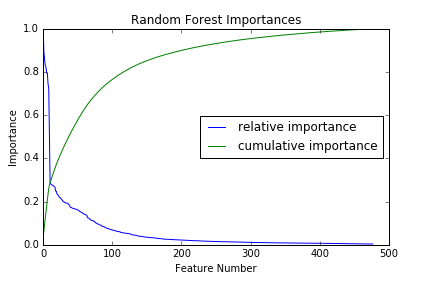 Random Forest Importances
1.0
0.8
0.6
0.4
0.2
0.0
Importance
relative importance
cumulative importance
0 100 200 300 400 500
Feature Number